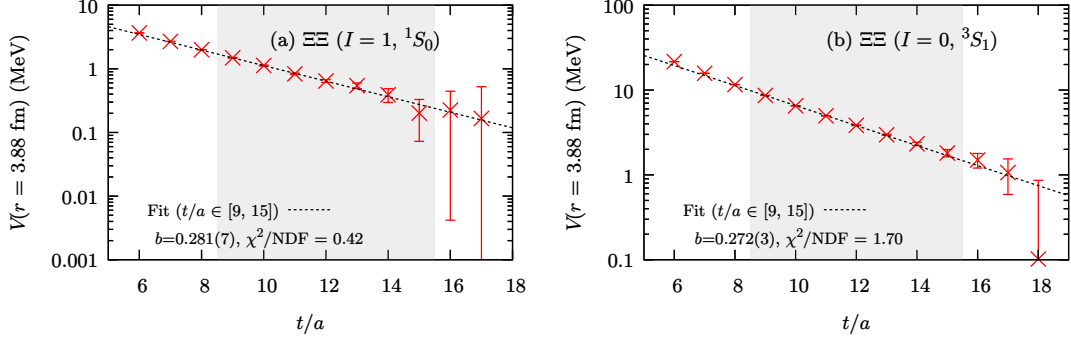 10
1
0.1
0.01
0.001
V(r = 3.88 fm) (MeV)
(a) ΞΞ (I = 1, ¹S₀)
Fit (t/a ∈ [9, 15])
b=0.281(7), χ²/NDF = 0.42
6 8 10 12 14 16 18
t/a
100
10
1
0.1
V(r = 3.88 fm) (MeV)
(b) ΞΞ (I = 0, ³S₁)
Fit (t/a ∈ [9, 15])
b=0.272(3), χ²/NDF = 1.70
6 8 10 12 14 16 18
t/a